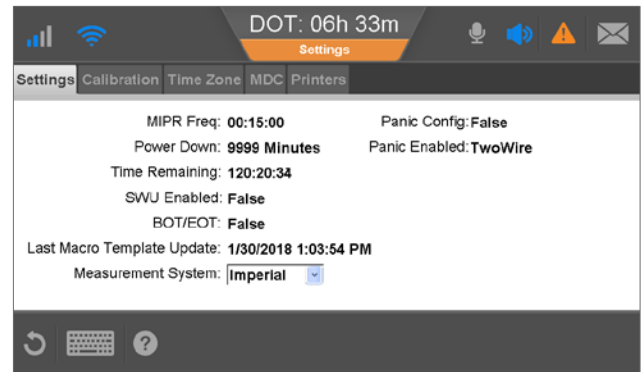 DOT: 06h 33m
Settings
Settings Calibration Time Zone MDC Printers
MIPR Freq: 00:15:00 Panic Config: False
Power Down: 9999 Minutes Panic Enabled: TwoWire
Time Remaining: 120:20:34
SWU Enabled: False
BOT/EOT: False
Last Macro Template Update: 1/30/2018 1:03:54 PM
Measurement System: Imperial
?